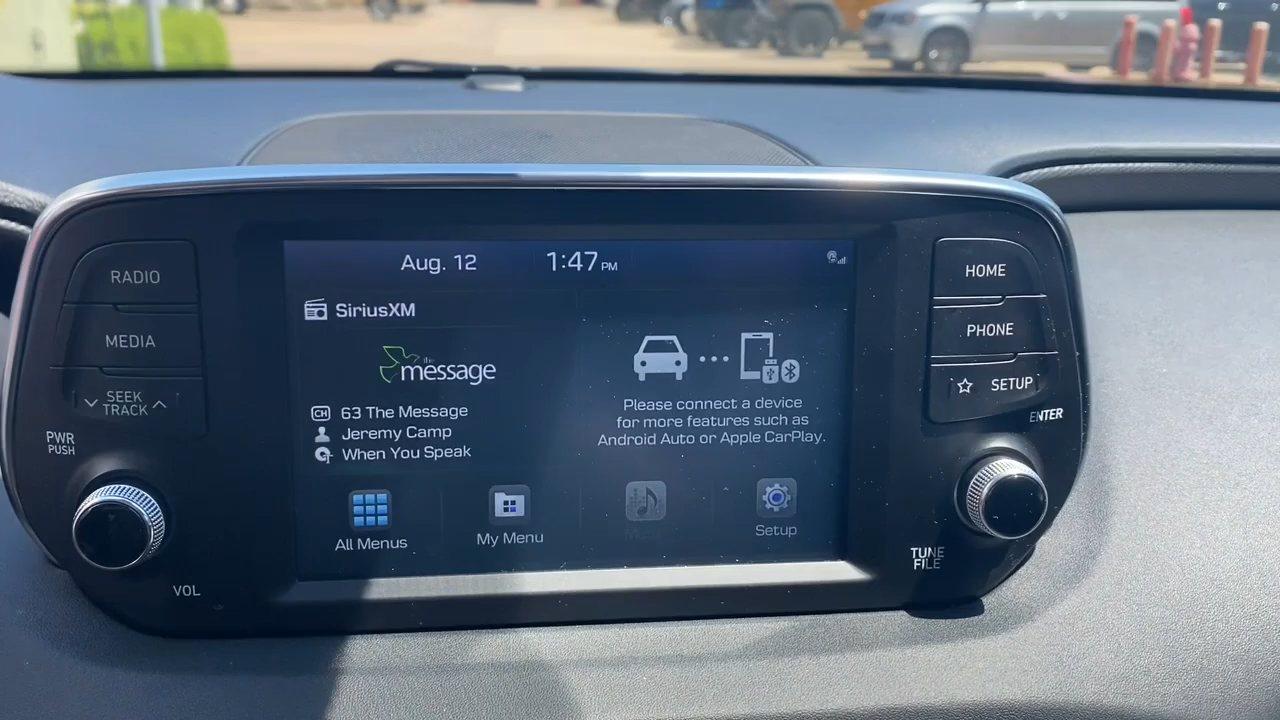 RADIO
MEDIA
SEEK
TRACK
PWR
PUSH
VOL
Aug. 12 1:47 PM
SiriusXM
the
message
CH 63 The Message
Jeremy Camp
When You Speak
Please connect a device
for more features such as
Android Auto or Apple CarPlay.
All Menus
My Menu
Setup
HOME
PHONE
SETUP
ENTER
TUNE
FILE